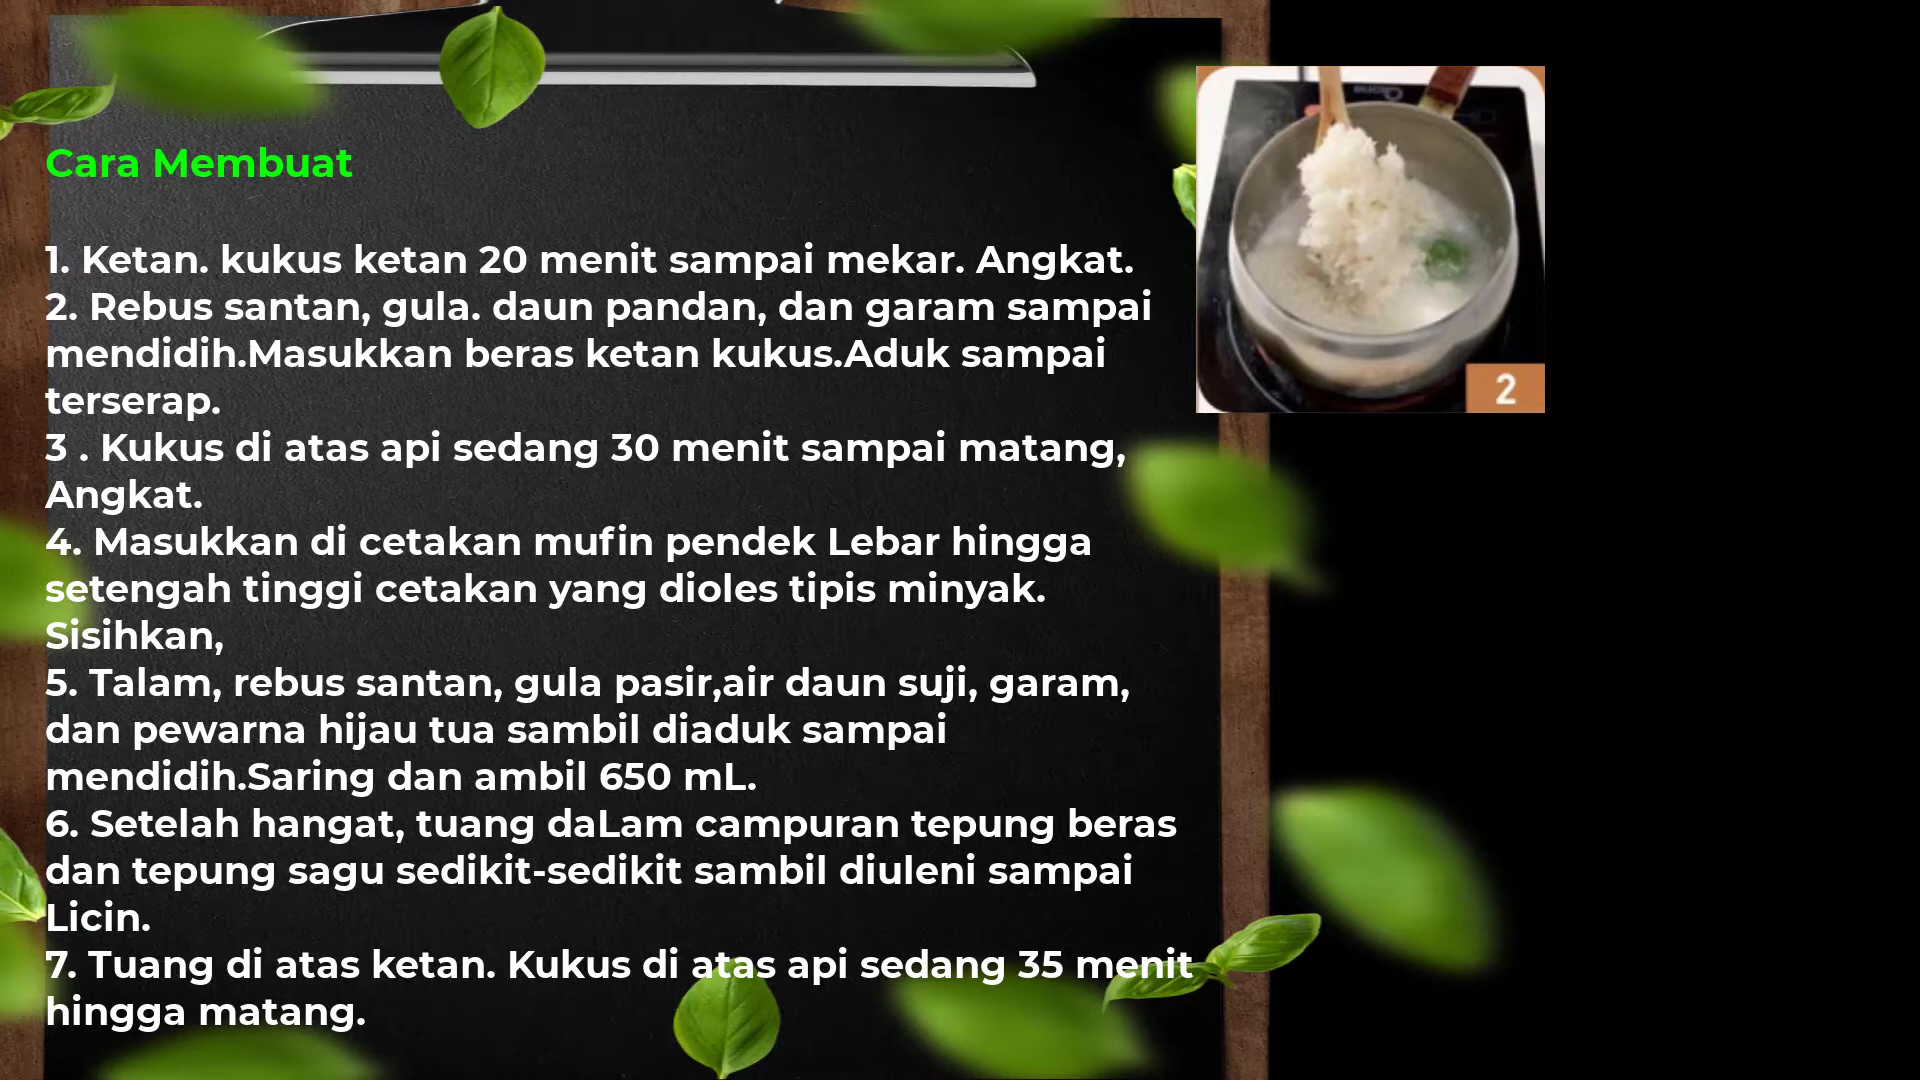 Cara Membuat
1. Ketan. kukus ketan 20 menit sampai mekar. Angkat.
2. Rebus santan, gula. daun pandan, dan garam sampai
mendidih.Masukkan beras ketan kukus.Aduk sampai
terserap.
3 . Kukus di atas api sedang 30 menit sampai matang,
Angkat.
4. Masukkan di cetakan mufin pendek Lebar hingga
setengah tinggi cetakan yang dioles tipis minyak.
Sisihkan,
5. Talam, rebus santan, gula pasir,air daun suji, garam,
dan pewarna hijau tua sambil diaduk sampai
mendidih.Saring dan ambil 650 mL.
6. Setelah hangat, tuang daLam campuran tepung beras
dan tepung sagu sedikit-sedikit sambil diuleni sampai
Licin.
7. Tuang di atas ketan. Kukus di atas api sedang 35 menit
hingga matang.
2